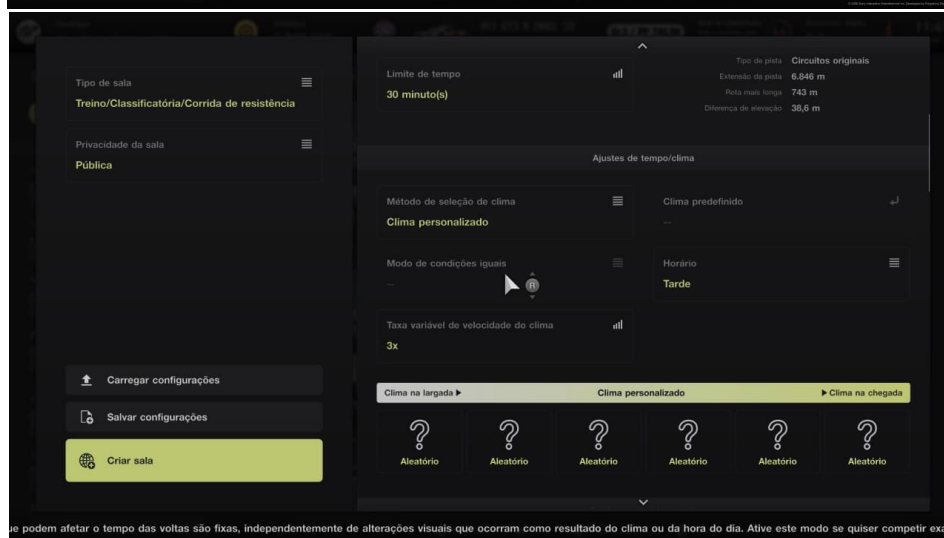 Tipo de pista Circuitos originais
Extensão da pista 6.846 m
Reta mais longa 743 m
Diferença de elevação 38,6 m
Tipo de sala
Treino/Classificatória/Corrida de resistência
Privacidade da sala
Pública
Limite de tempo
30 minuto(s)
Ajustes de tempo/clima
Método de seleção de clima
Clima personalizado
Clima predefinido
--
Modo de condições iguais
--
R
Horário
Tarde
Taxa variável de velocidade do clima
3x
Clima na largada ▶ Clima personalizado ▶ Clima na chegada
Aleatório Aleatório Aleatório Aleatório Aleatório Aleatório
Carregar configurações
Salvar configurações
Criar sala
ue podem afetar o tempo das voltas são fixas, independentemente de alterações visuais que ocorram como resultado do clima ou da hora do dia. Ative este modo se quiser competir exa